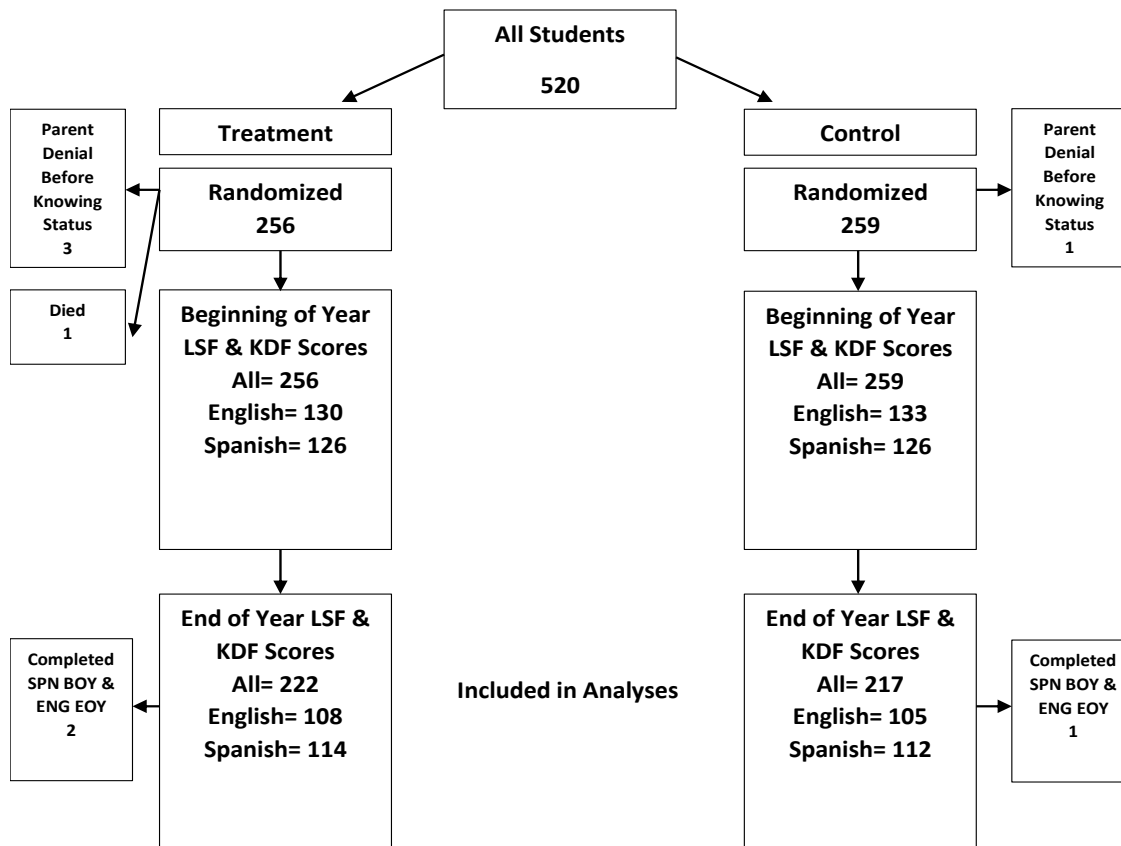 All Students
520
Treatment
Control
Parent
Denial
Before
Knowing
Status
3
Randomized
256
Randomized
259
Parent
Denial
Before
Knowing
Status
1
Died
1
Beginning of Year
LSF & KDF Scores
All= 256
English= 130
Spanish= 126
Beginning of Year
LSF & KDF Scores
All= 259
English= 133
Spanish= 126
Completed
SPN BOY &
ENG EOY
2
End of Year LSF &
KDF Scores
All= 222
English= 108
Spanish= 114
Included in Analyses
End of Year LSF &
KDF Scores
All= 217
English= 105
Spanish= 112
Completed
SPN BOY &
ENG EOY
1